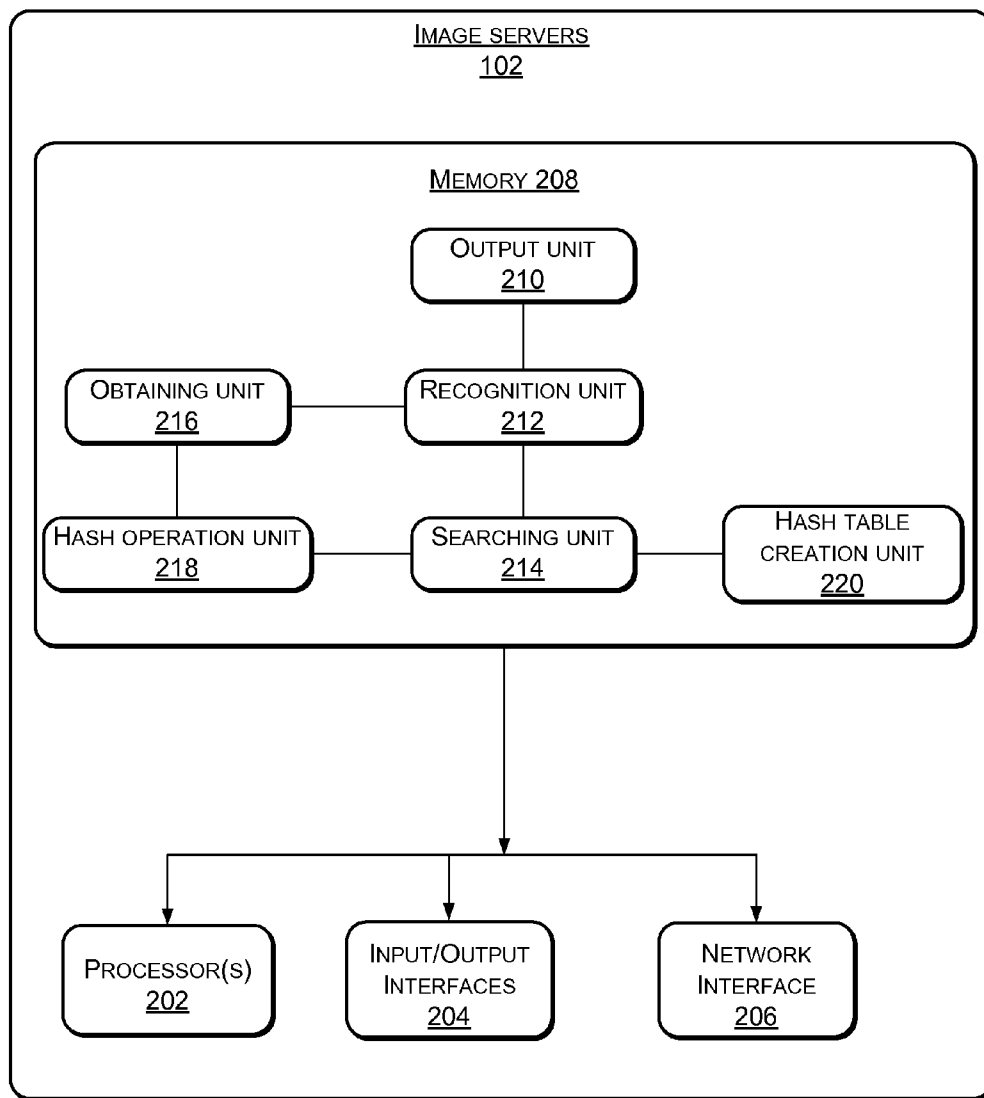 IMAGE SERVERS
102
MEMORY 208
OUTPUT UNIT
210
OBTAINING UNIT
216
RECOGNITION UNIT
212
HASH OPERATION UNIT
218
SEARCHING UNIT
214
HASH TABLE
CREATION UNIT
220
PROCESSOR(S)
202
INPUT/OUTPUT
INTERFACES
204
NETWORK
INTERFACE
206